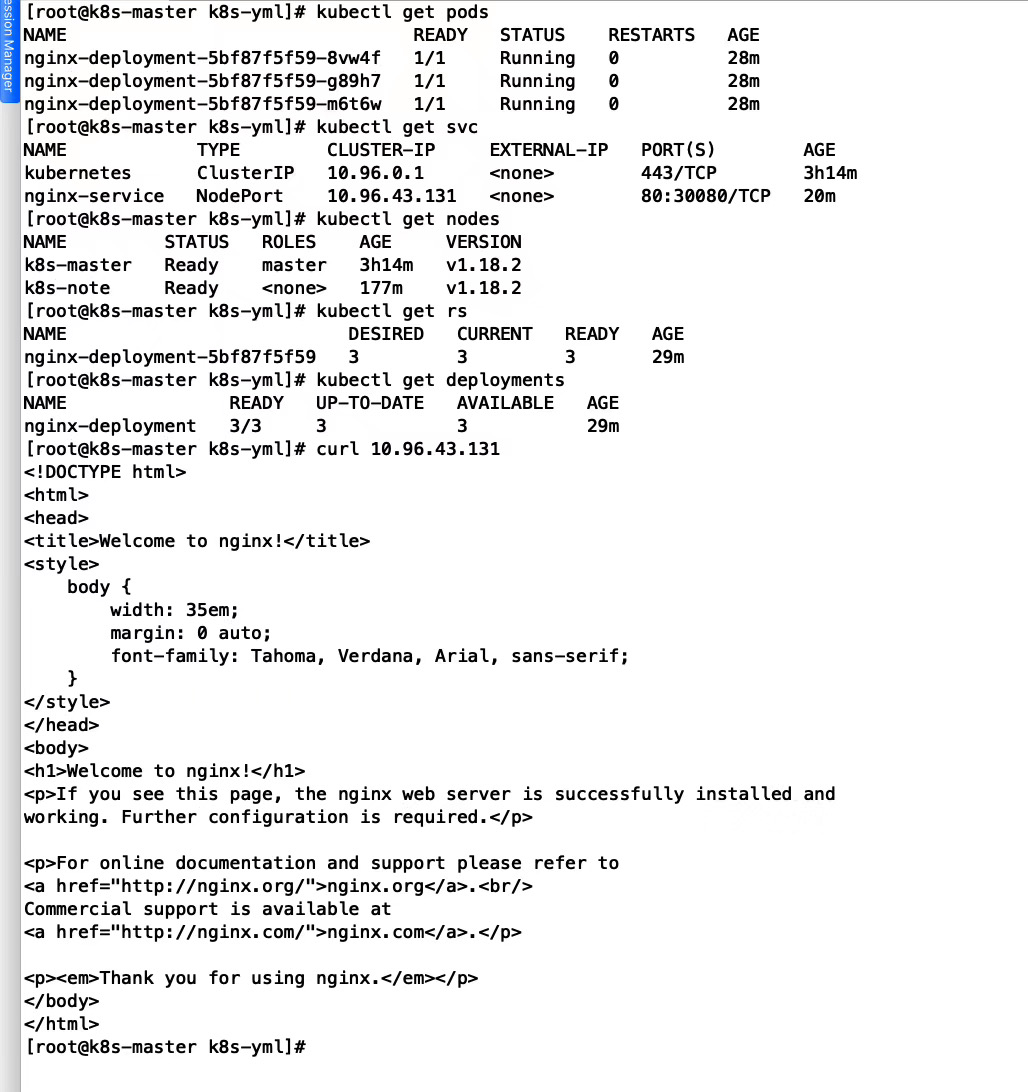 ession Manager
[root@k8s-master k8s-yml]# kubectl get pods
NAME                                READY   STATUS    RESTARTS   AGE
nginx-deployment-5bf87f5f59-8vw4f   1/1     Running   0          28m
nginx-deployment-5bf87f5f59-g89h7   1/1     Running   0          28m
nginx-deployment-5bf87f5f59-m6t6w   1/1     Running   0          28m
[root@k8s-master k8s-yml]# kubectl get svc
NAME            TYPE        CLUSTER-IP     EXTERNAL-IP   PORT(S)        AGE
kubernetes      ClusterIP   10.96.0.1      <none>        443/TCP        3h14m
nginx-service   NodePort    10.96.43.131   <none>        80:30080/TCP   20m
[root@k8s-master k8s-yml]# kubectl get nodes
NAME         STATUS   ROLES    AGE     VERSION
k8s-master   Ready    master   3h14m   v1.18.2
k8s-note     Ready    <none>   177m    v1.18.2
[root@k8s-master k8s-yml]# kubectl get rs
NAME                          DESIRED   CURRENT   READY   AGE
nginx-deployment-5bf87f5f59   3         3         3       29m
[root@k8s-master k8s-yml]# kubectl get deployments
NAME               READY   UP-TO-DATE   AVAILABLE   AGE
nginx-deployment   3/3     3            3           29m
[root@k8s-master k8s-yml]# curl 10.96.43.131
<!DOCTYPE html>
<html>
<head>
<title>Welcome to nginx!</title>
<style>
    body {
        width: 35em;
        margin: 0 auto;
        font-family: Tahoma, Verdana, Arial, sans-serif;
    }
</style>
</head>
<body>
<h1>Welcome to nginx!</h1>
<p>If you see this page, the nginx web server is successfully installed and
working. Further configuration is required.</p>

<p>For online documentation and support please refer to
<a href="http://nginx.org/">nginx.org</a>.<br/>
Commercial support is available at
<a href="http://nginx.com/">nginx.com</a>.</p>

<p><em>Thank you for using nginx.</em></p>
</body>
</html>
[root@k8s-master k8s-yml]#